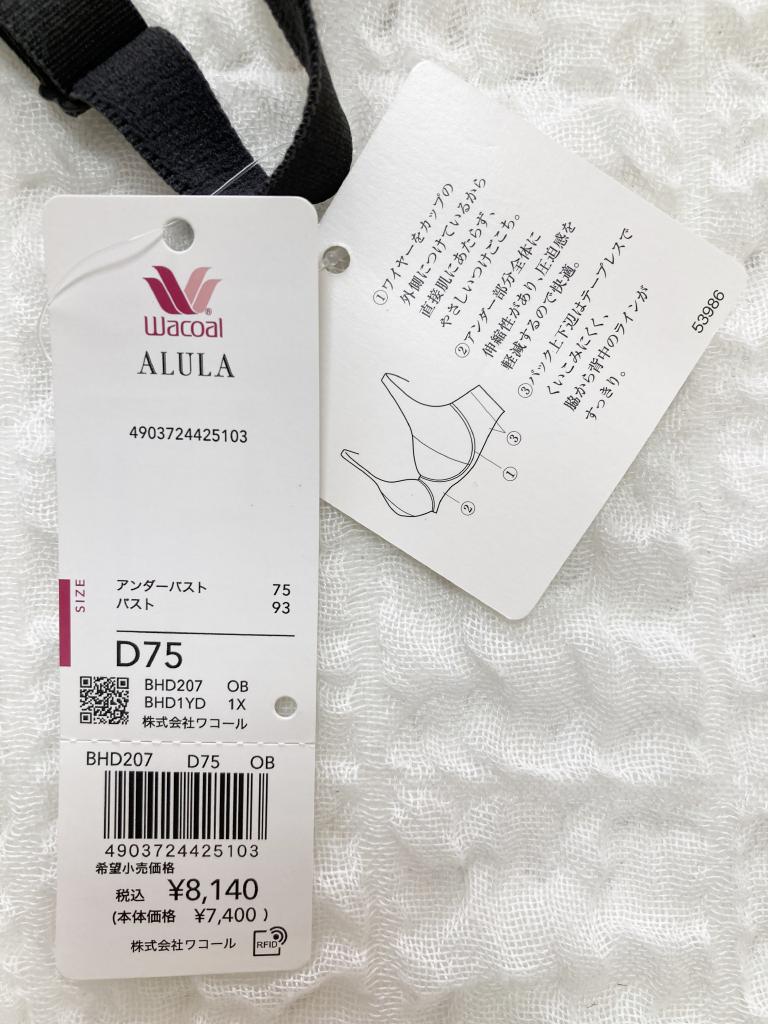 Wacoal
ALULA
4903724425103
SIZE
アンダーバスト 75
バスト 93
D75
BHD207 OB
BHD1YD 1X
株式会社ワコール
BHD207 D75 OB
4903724425103
希望小売価格
税込 ¥8,140
(本体価格 ¥7,400 )
株式会社ワコール
RFID
①ワイヤーをカップの
外側につけているから
直接肌にあたらず、
やさしいつけごこち。
②アンダー部分全体に
伸縮性があり、圧迫感を
軽減するので快適。
③バック上下辺はテープレスで
くいこみにくく、
脇から背中のラインが
すっきり。
53986
③
①
②